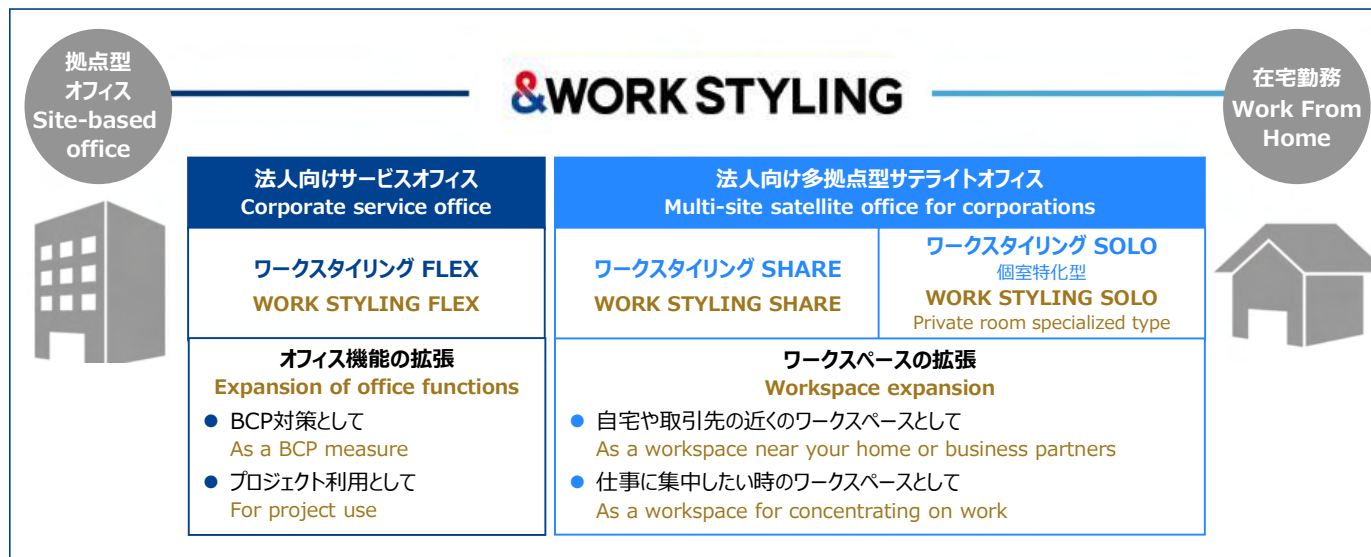 拠点型
オフィス
Site-based
office
&WORK STYLING
在宅勤務
Work From
Home
法人向けサービスオフィス
Corporate service office
法人向け多拠点型サテライトオフィス
Multi-site satellite office for corporations
ワークスタイリング FLEX
WORK STYLING FLEX
ワークスタイリング SHARE
WORK STYLING SHARE
ワークスタイリング SOLO
個室特化型
WORK STYLING SOLO
Private room specialized type
オフィス機能の拡張
Expansion of office functions
● BCP対策として
As a BCP measure
● プロジェクト利用として
For project use
ワークスペースの拡張
Workspace expansion
● 自宅や取引先の近くのワークスペースとして
As a workspace near your home or business partners
● 仕事に集中したい時のワークスペースとして
As a workspace for concentrating on work